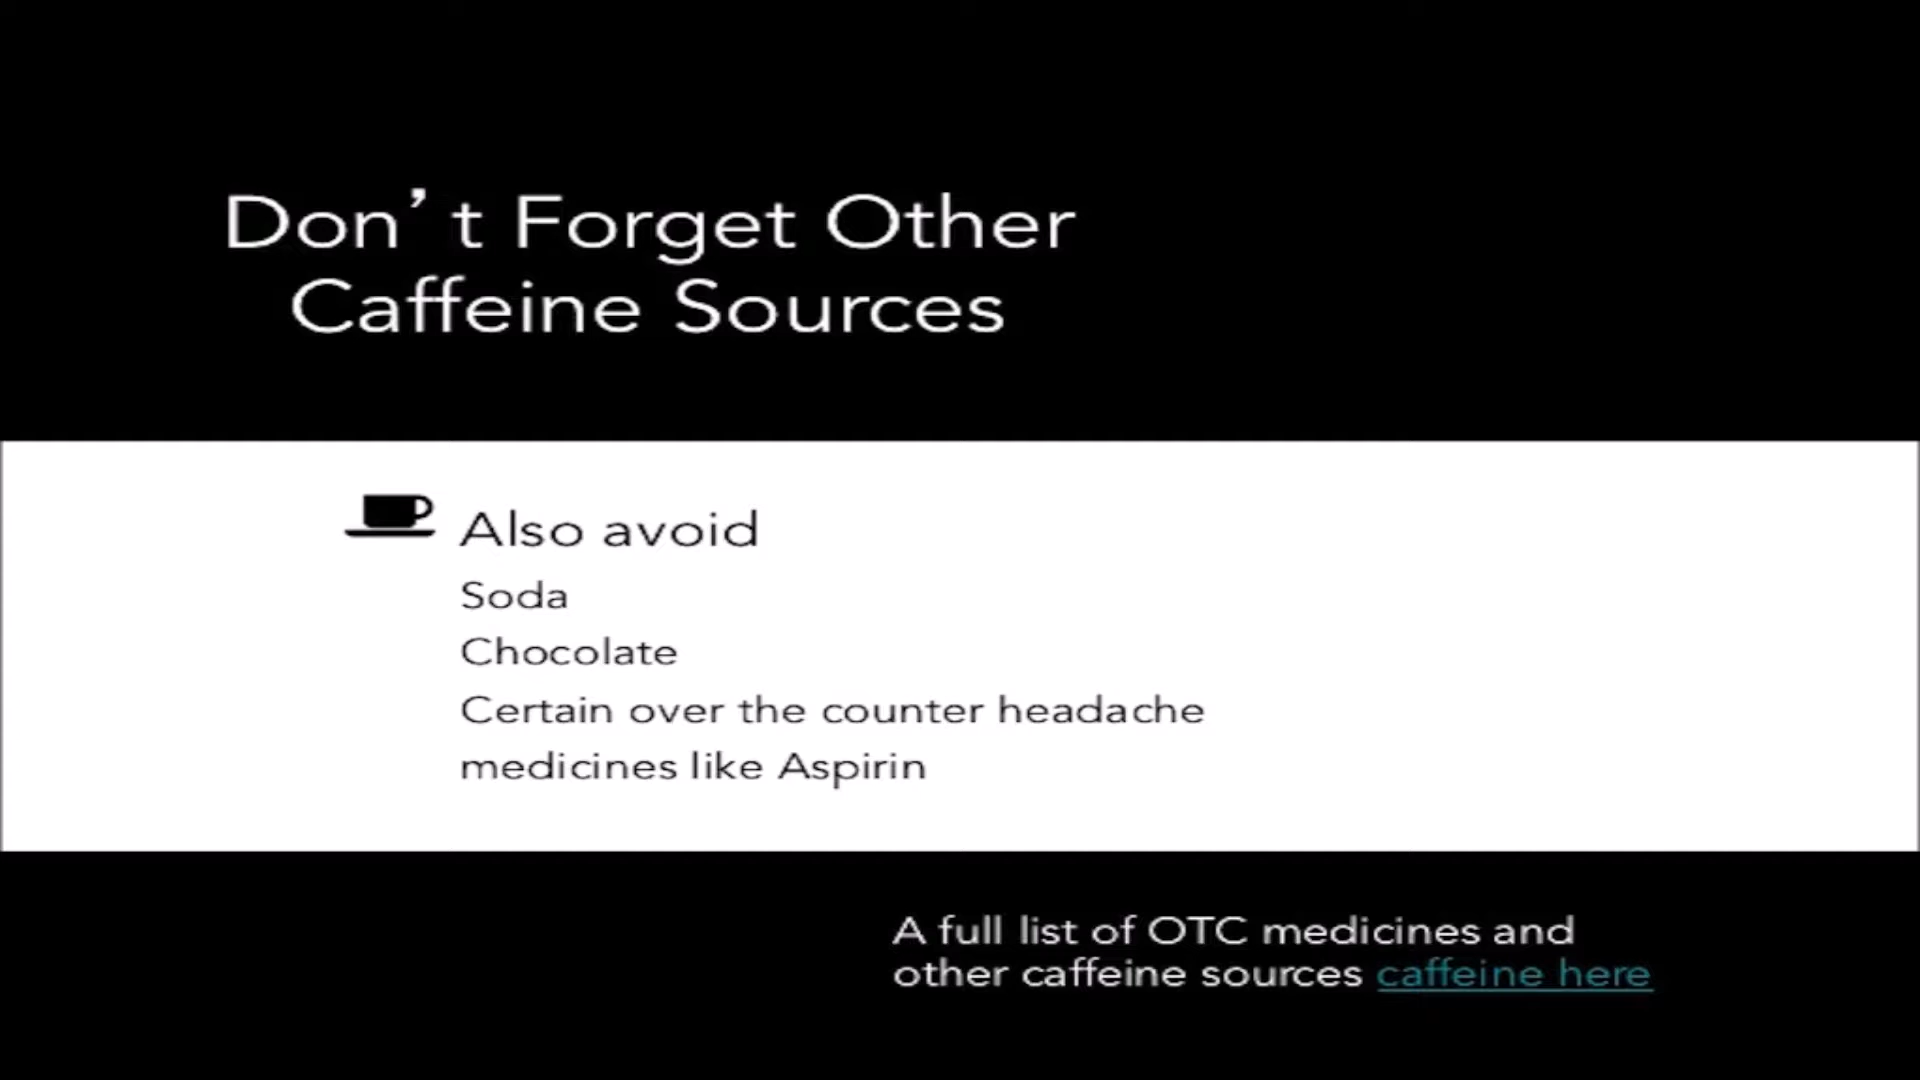 Don’t Forget Other
Caffeine Sources
Also avoid
Soda
Chocolate
Certain over the counter headache
medicines like Aspirin
A full list of OTC medicines and
other caffeine sources caffeine here